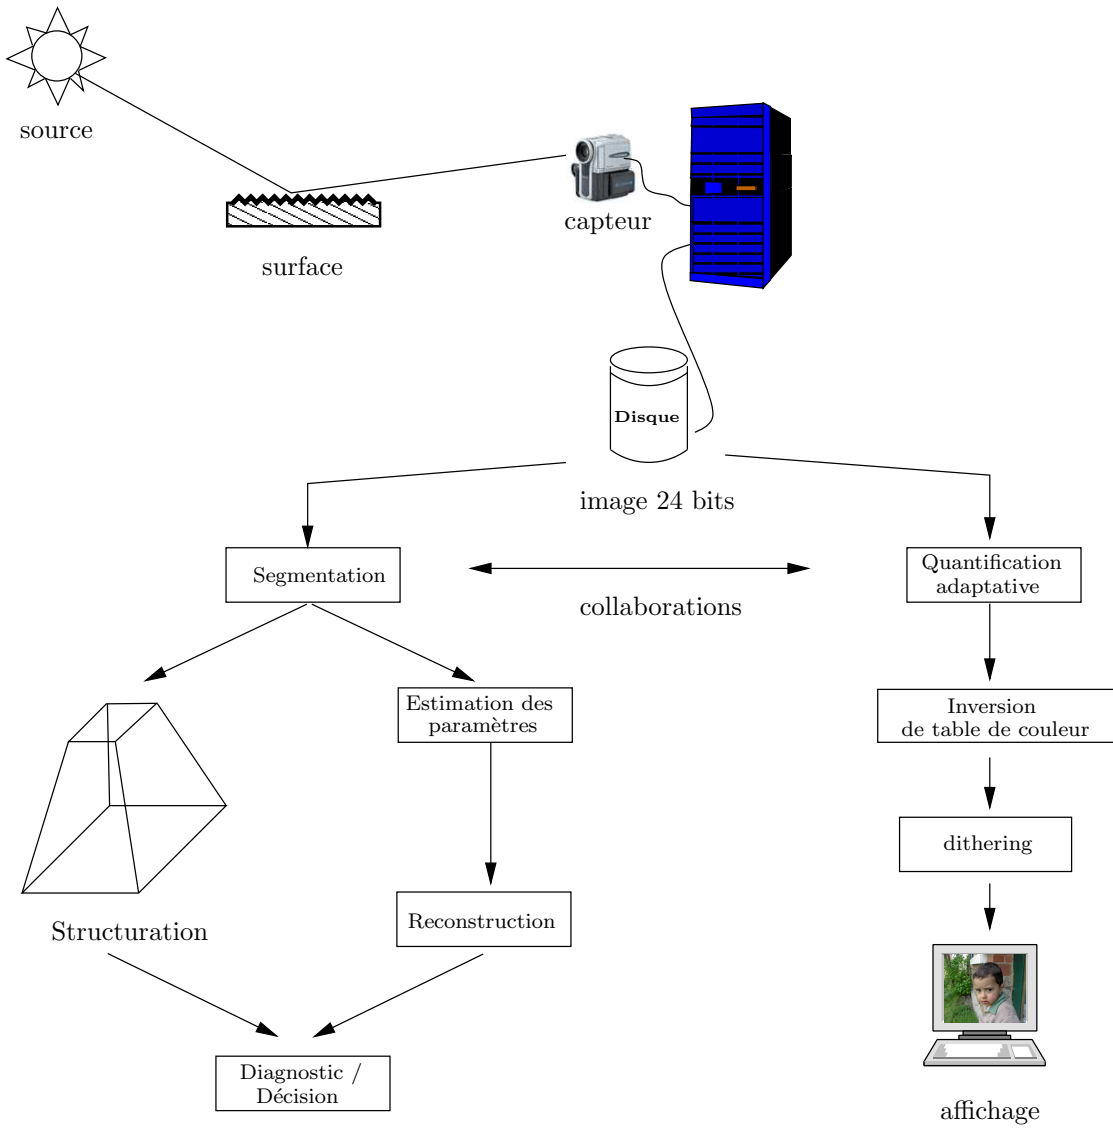 source
capteur
surface
Disque
image 24 bits
Segmentation
Quantification
adaptative
collaborations
Estimation des
paramètres
Inversion
de table de couleur
dithering
Structuration
Reconstruction
Diagnostic /
Décision
affichage